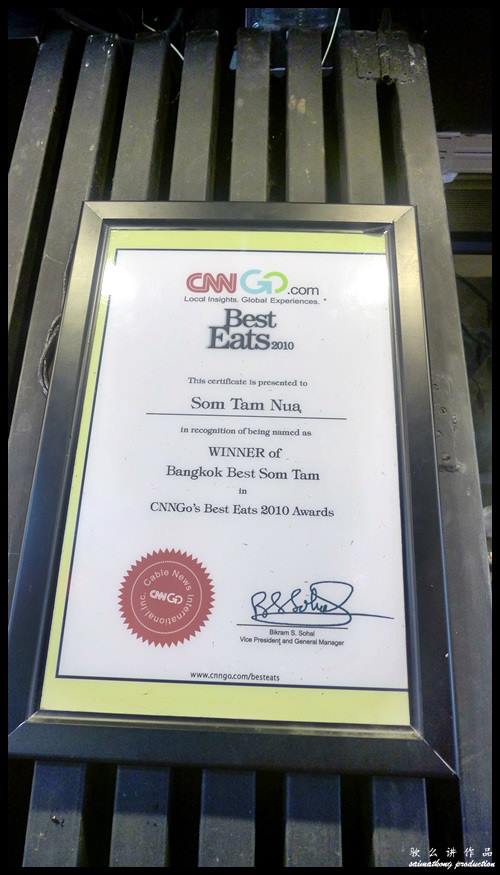 CNNGO.com
Local Insights. Global Experiences. *
Best
Eats 2010
This certificate is presented to
Som Tam Nua
in recognition of being named as
WINNER of
Bangkok Best Som Tam
in
CNNGo's Best Eats 2010 Awards
Cable News International Inc.
CNNGO
Bikram S. Sohal
Vice President and General Manager
www.cnngo.com/besteats
驶么讲作品
saimatkong production